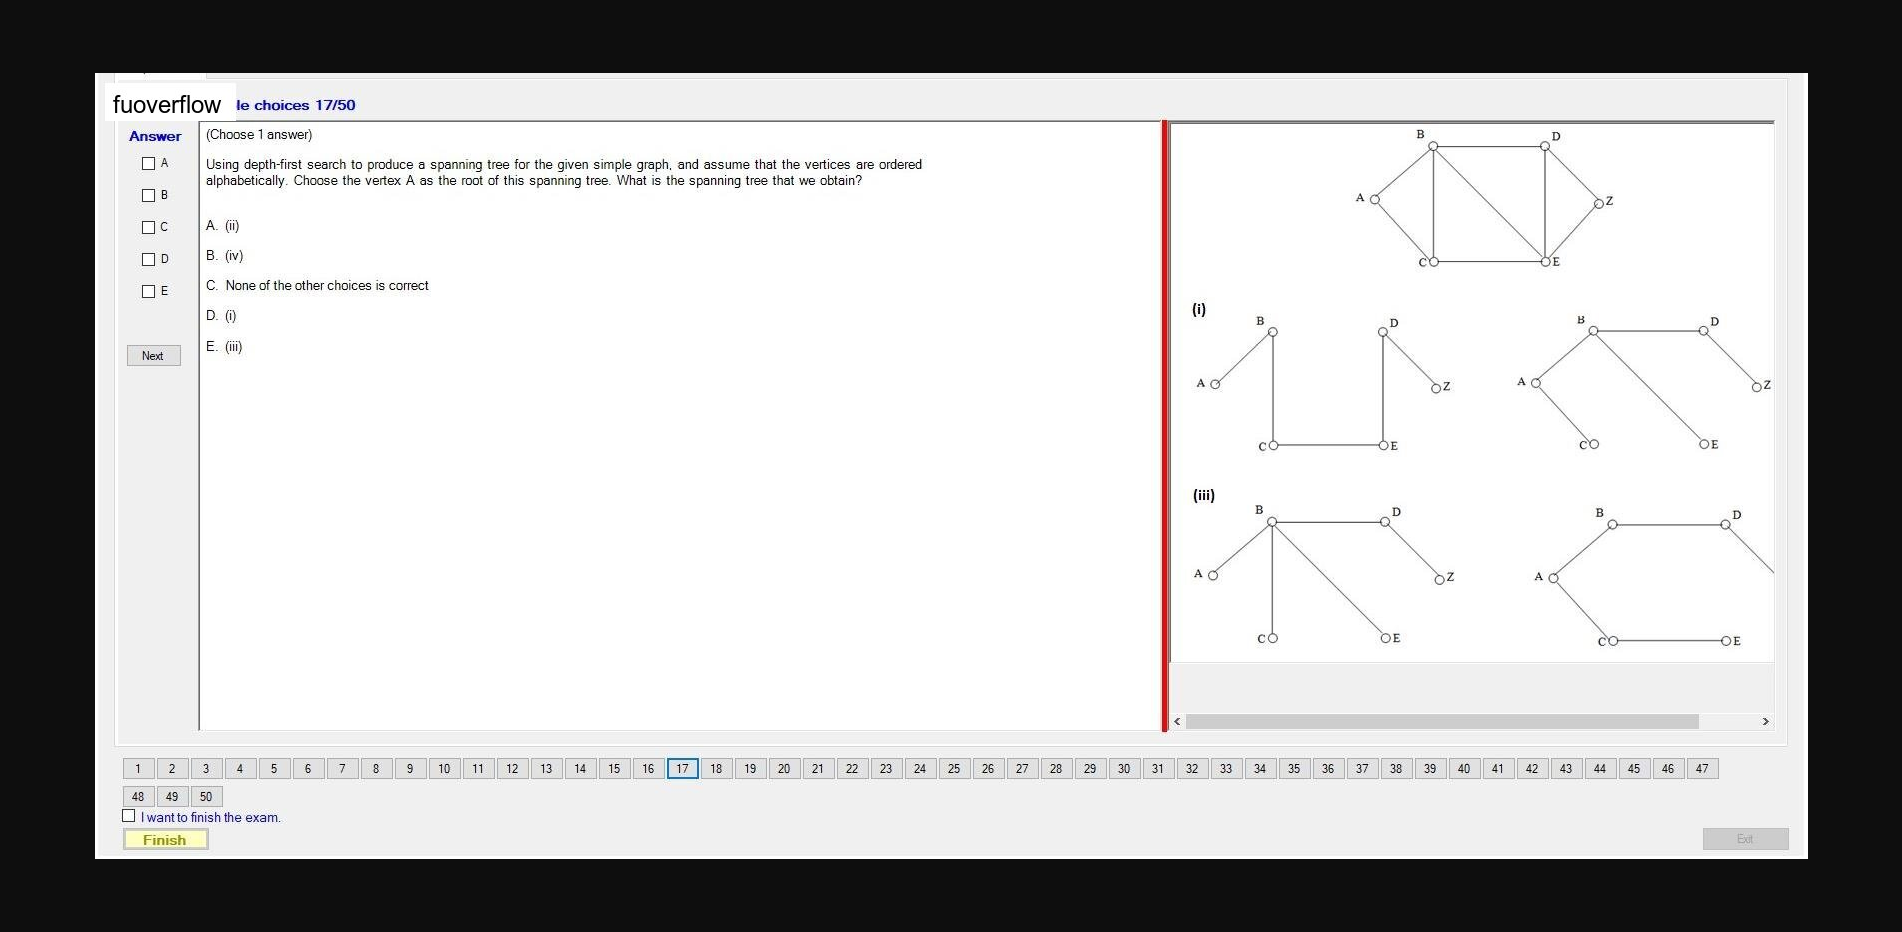 fuoverflow
le choices 17/50
Answer
A
B
C
D
E
Next
(Choose 1 answer)
Using depth-first search to produce a spanning tree for the given simple graph, and assume that the vertices are ordered
alphabetically. Choose the vertex A as the root of this spanning tree. What is the spanning tree that we obtain?
A. (ii)
B. (iv)
C. None of the other choices is correct
D. (i)
E. (iii)
B D
A Z
C E
(i)
B D B D
A Z A Z
C E C E
(iii)
B D B D
A Z A
C E C E
< >
1 2 3 4 5 6 7 8 9 10 11 12 13 14 15 16 17 18 19 20 21 22 23 24 25 26 27 28 29 30 31 32 33 34 35 36 37 38 39 40 41 42 43 44 45 46 47
48 49 50
I want to finish the exam.
Finish
Exit